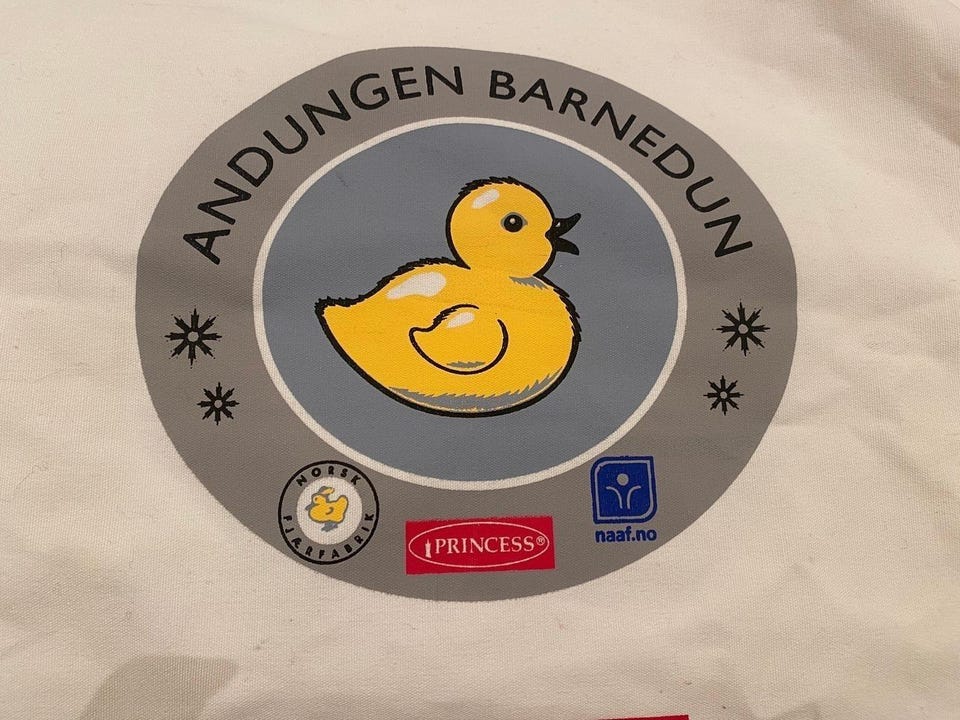 ANDUNGEN BARNEDUN
NORSK
FJÆRFABRIK
PRINCESS®
naaf.no